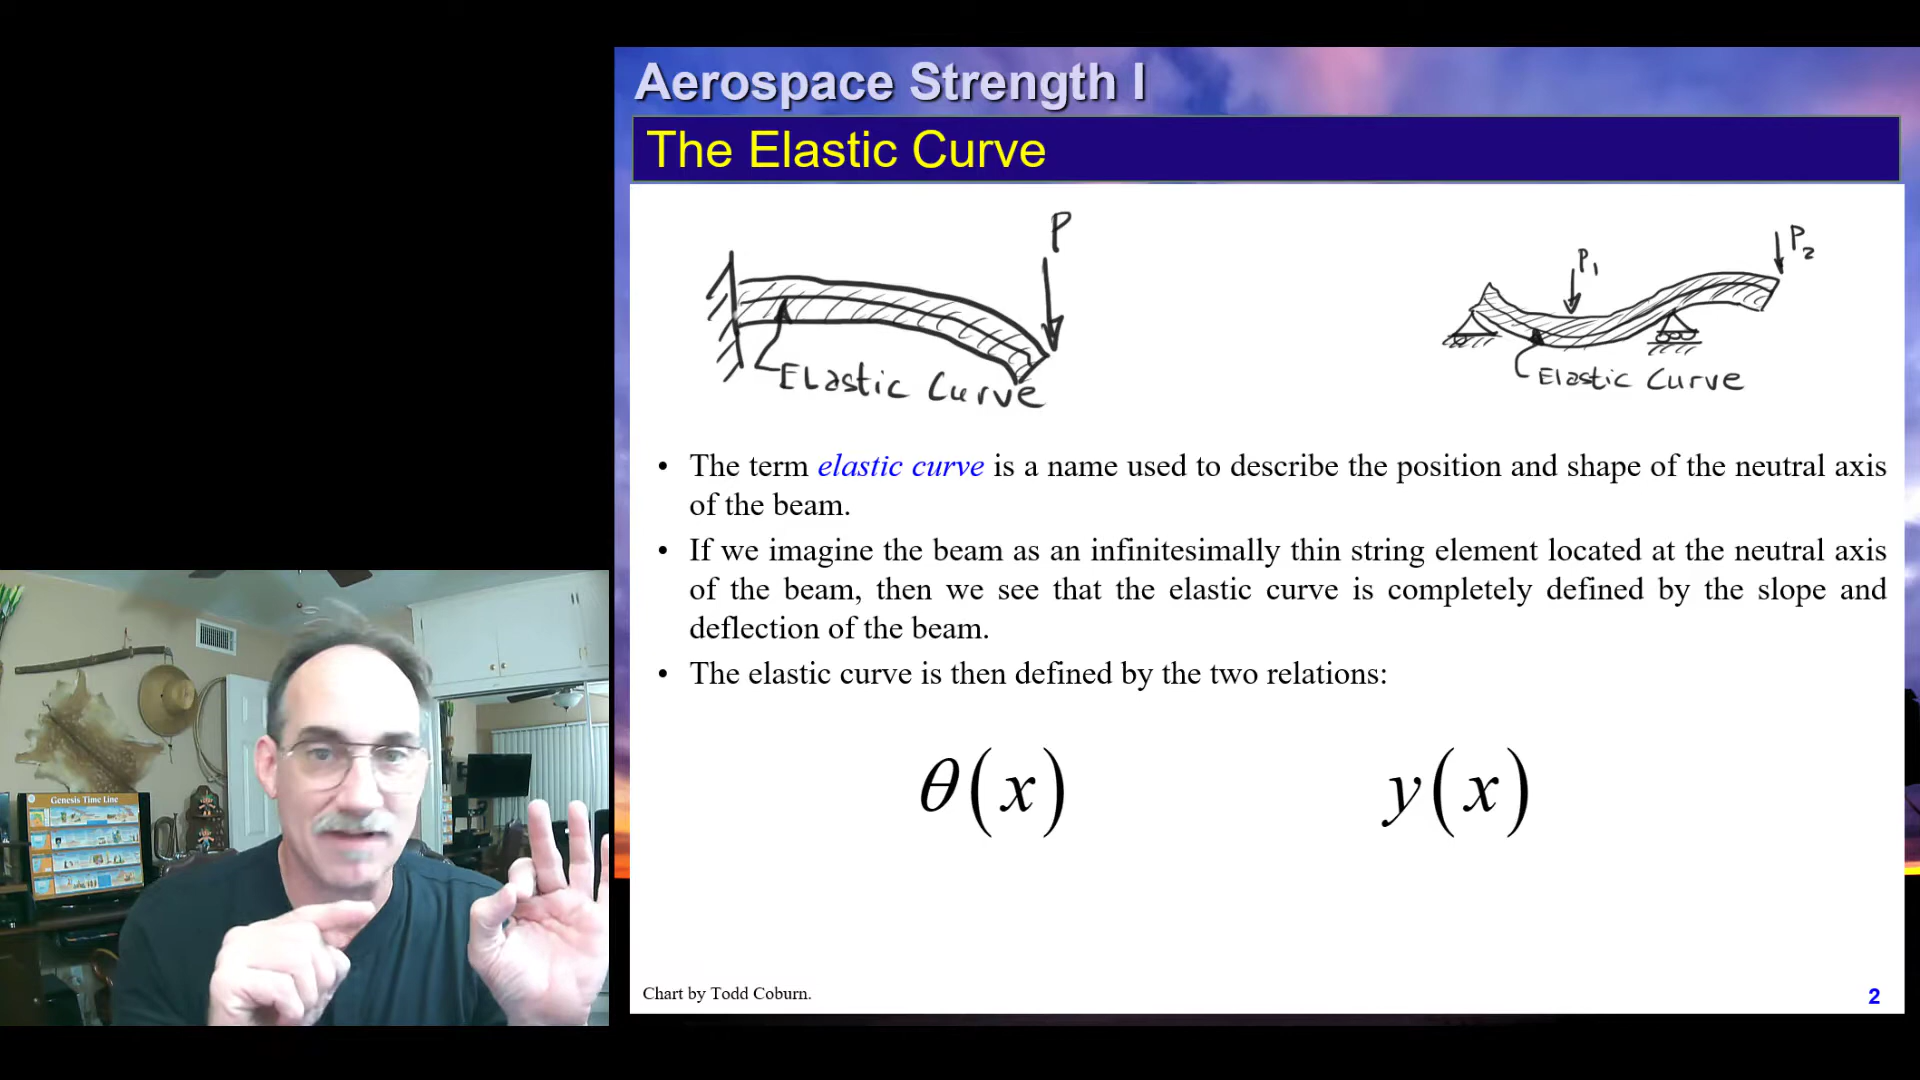 Aerospace Strength I
The Elastic Curve
P
Elastic Curve
P1
P2
Elastic Curve
• The term elastic curve is a name used to describe the position and shape of the neutral axis
of the beam.
• If we imagine the beam as an infinitesimally thin string element located at the neutral axis
of the beam, then we see that the elastic curve is completely defined by the slope and
deflection of the beam.
• The elastic curve is then defined by the two relations:
θ(x) y(x)
Genesis Time Line
Chart by Todd Coburn.
2